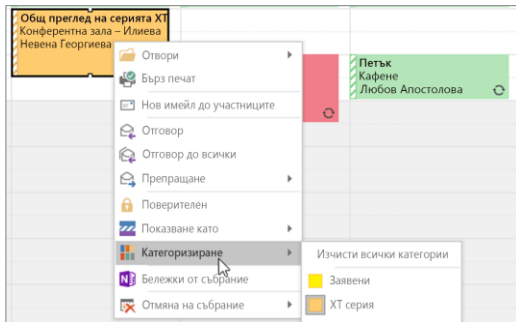 Общ преглед на серията XT
Конферентна зала – Илиева
Невена Георгиева
Отвори
Бърз печат
Нов имейл до участниците
Отговор
Отговор до всички
Препращане
Поверителен
Показване като
Категоризиране
Бележки от събрание
Отмяна на събрание
Петък
Кафене
Любов Апостолова
Изчисти всички категории
Заявени
ХТ серия